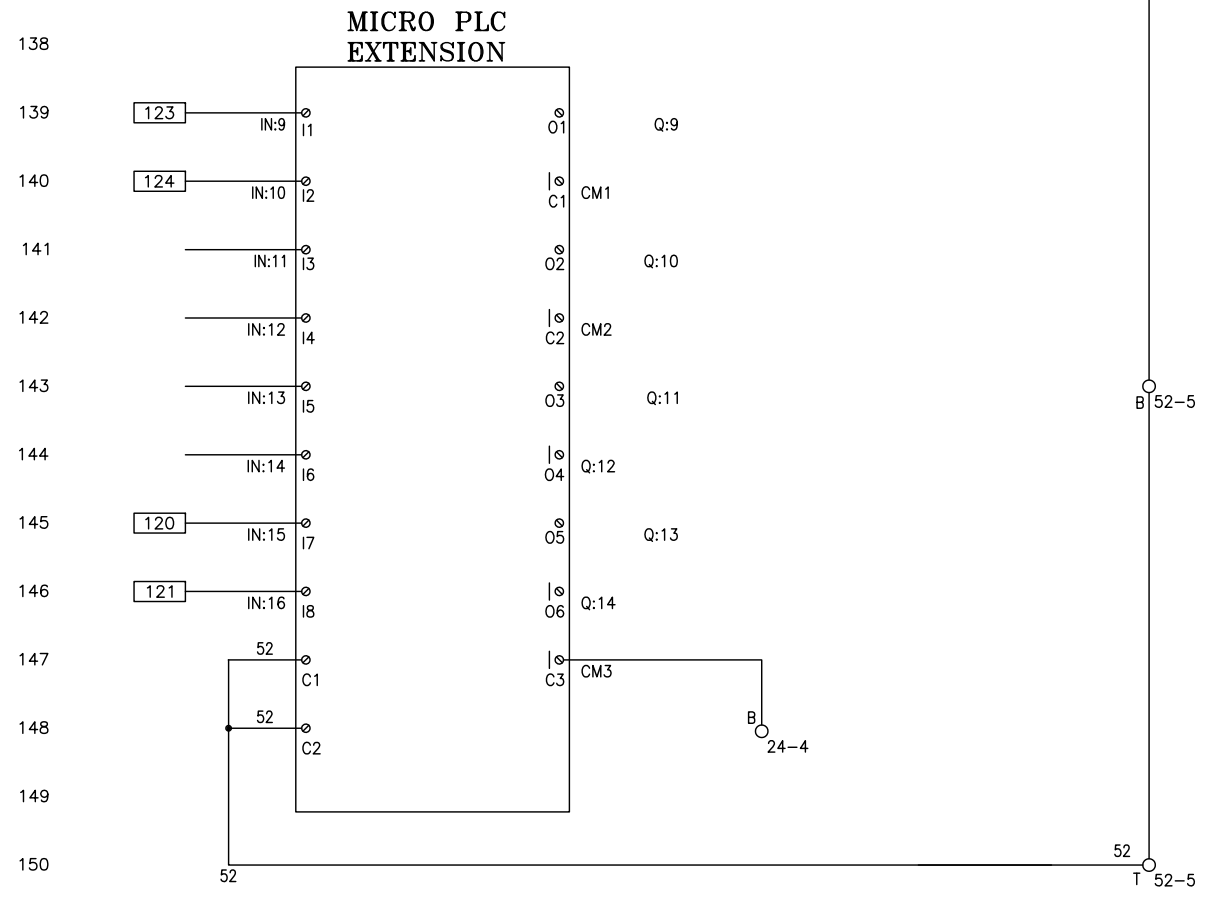 MICRO PLC
EXTENSION
138
139 123 IN:9 I1 O1 Q:9
140 124 IN:10 I2 C1 CM1
141 IN:11 I3 O2 Q:10
142 IN:12 I4 C2 CM2
143 IN:13 I5 O3 Q:11 B 52-5
144 IN:14 I6 O4 Q:12
145 120 IN:15 I7 O5 Q:13
146 121 IN:16 I8 O6 Q:14
147 52 C1 C3 CM3
148 52 C2 B 24-4
149
150 52 52 T 52-5